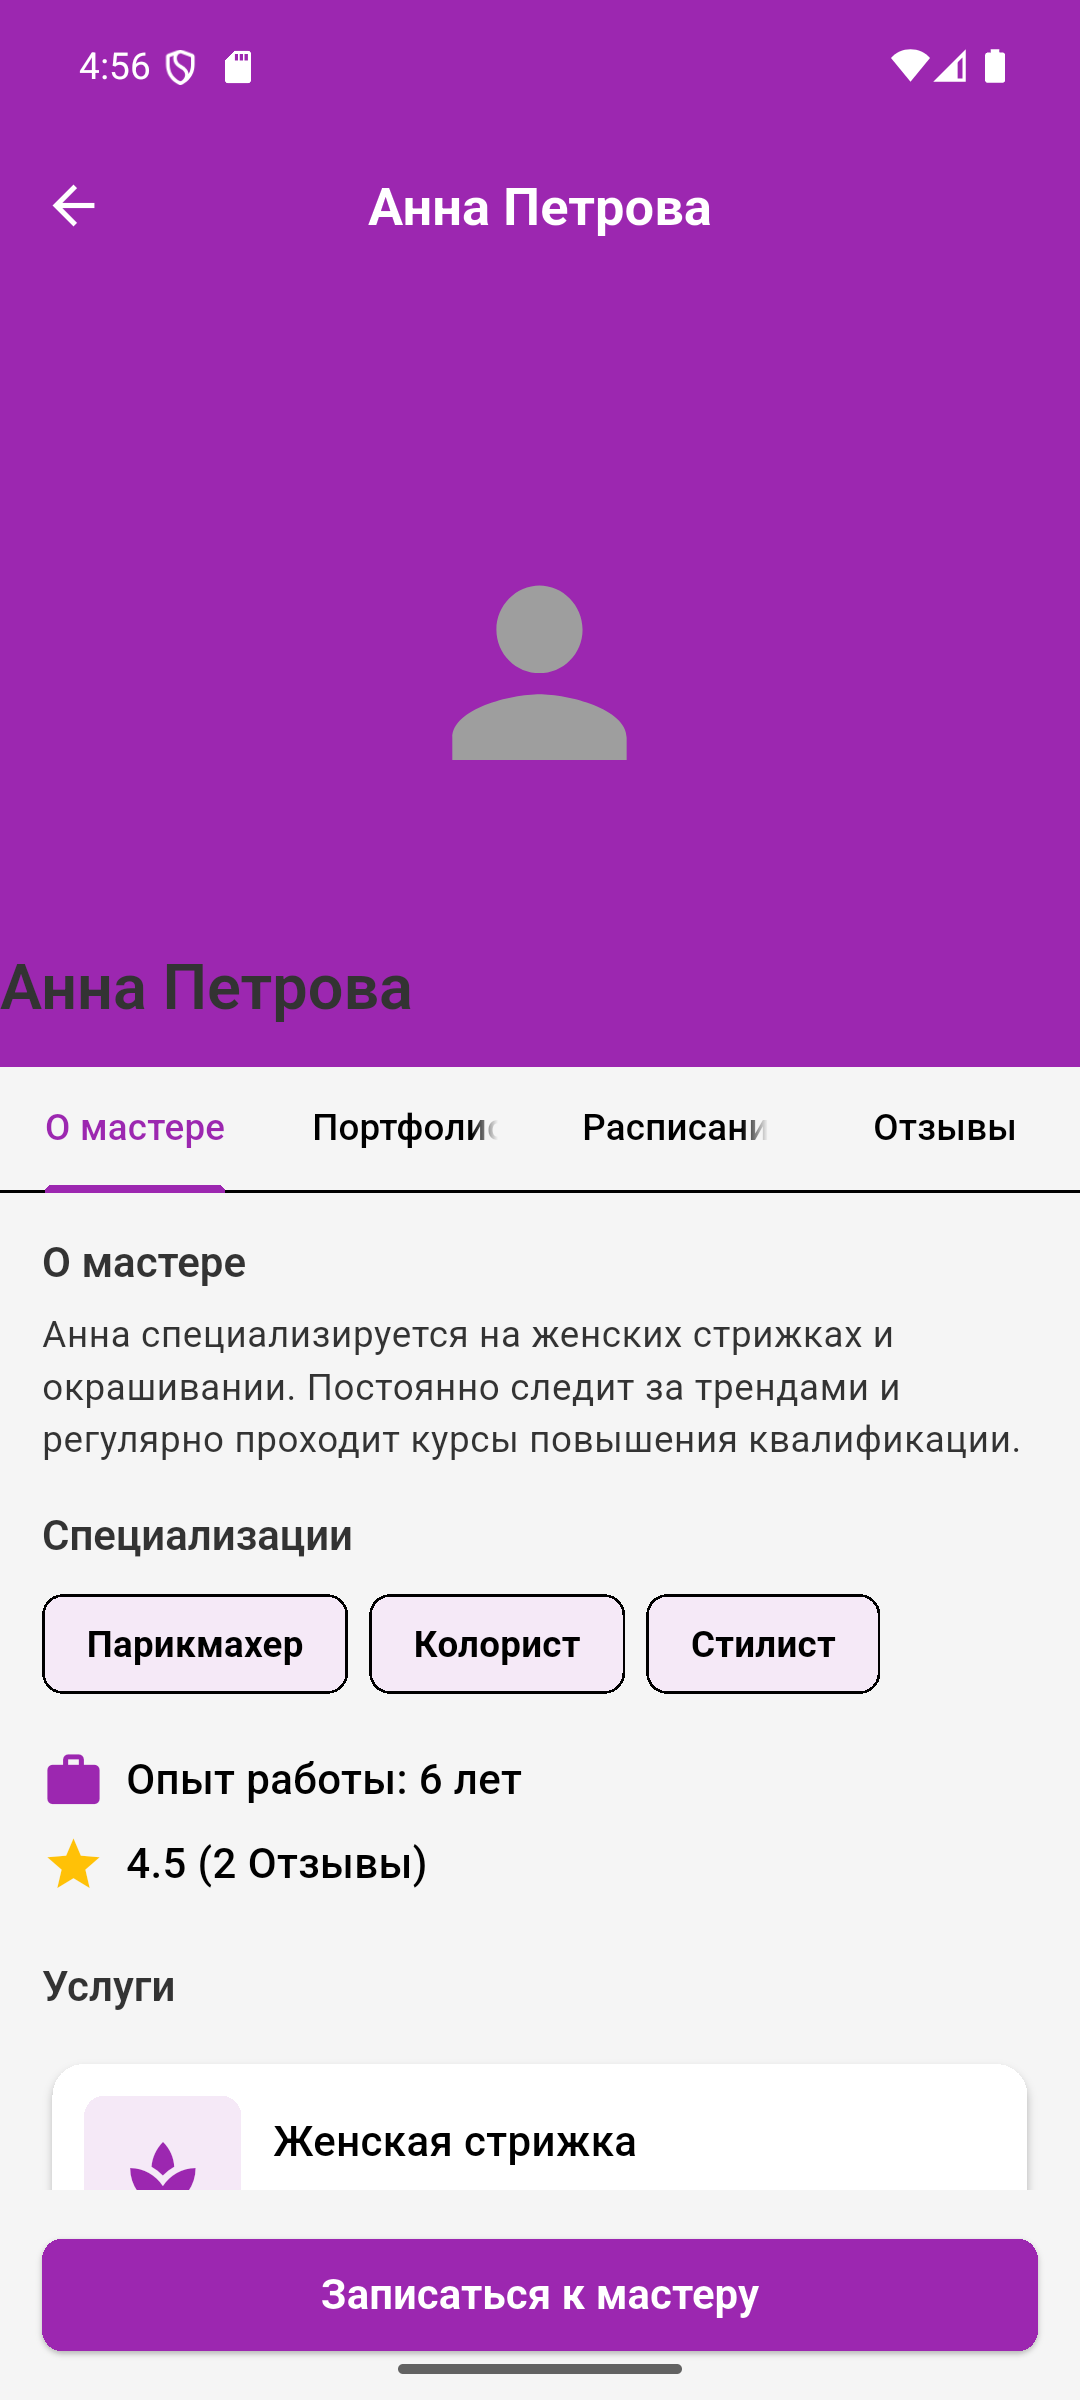 4:56
Анна Петрова
Анна Петрова
О мастере
Портфолио
Расписани
Отзывы
О мастере
Анна специализируется на женских стрижках и
окрашивании. Постоянно следит за трендами и
регулярно проходит курсы повышения квалификации.
Специализации
Парикмахер
Колорист
Стилист
Опыт работы: 6 лет
4.5 (2 Отзывы)
Услуги
Женская стрижка
Записаться к мастеру